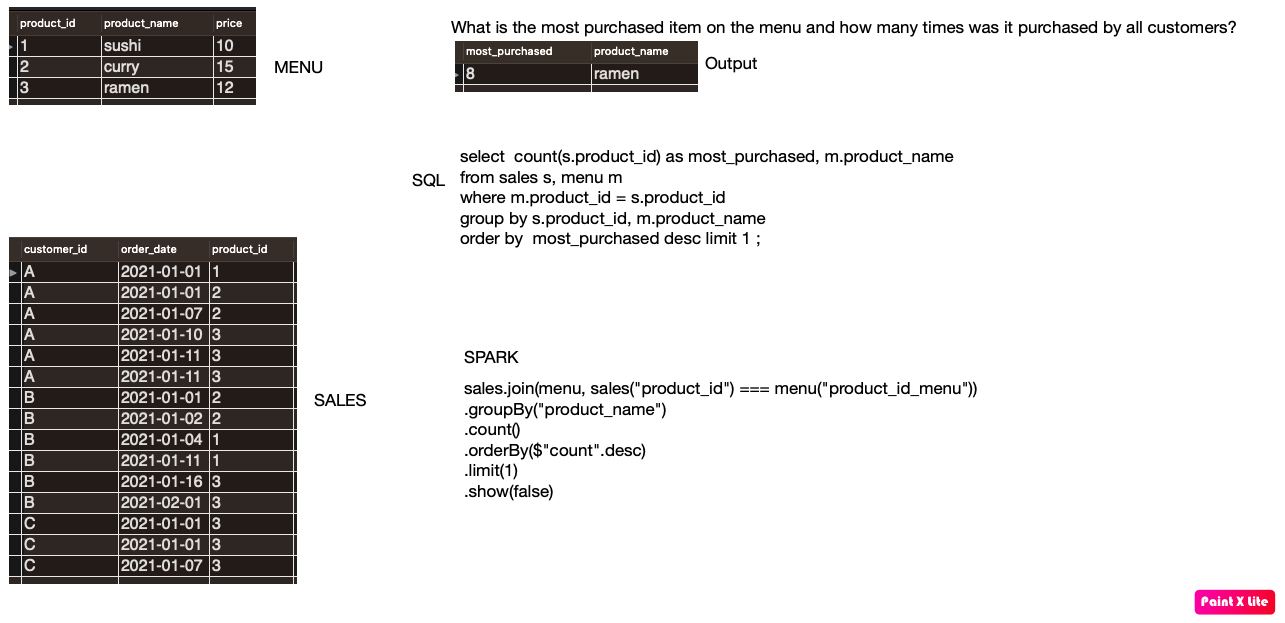 product_id product_name price
1 sushi 10
2 curry 15
3 ramen 12
MENU
What is the most purchased item on the menu and how many times was it purchased by all customers?
most_purchased product_name
8 ramen
Output
SQL
select  count(s.product_id) as most_purchased, m.product_name
from sales s, menu m
where m.product_id = s.product_id
group by s.product_id, m.product_name
order by  most_purchased desc limit 1 ;
customer_id order_date product_id
A 2021-01-01 1
A 2021-01-01 2
A 2021-01-07 2
A 2021-01-10 3
A 2021-01-11 3
A 2021-01-11 3
B 2021-01-01 2
B 2021-01-02 2
B 2021-01-04 1
B 2021-01-11 1
B 2021-01-16 3
B 2021-02-01 3
C 2021-01-01 3
C 2021-01-01 3
C 2021-01-07 3
SALES
SPARK
sales.join(menu, sales("product_id") === menu("product_id_menu"))
.groupBy("product_name")
.count()
.orderBy($"count".desc)
.limit(1)
.show(false)
Paint X Lite